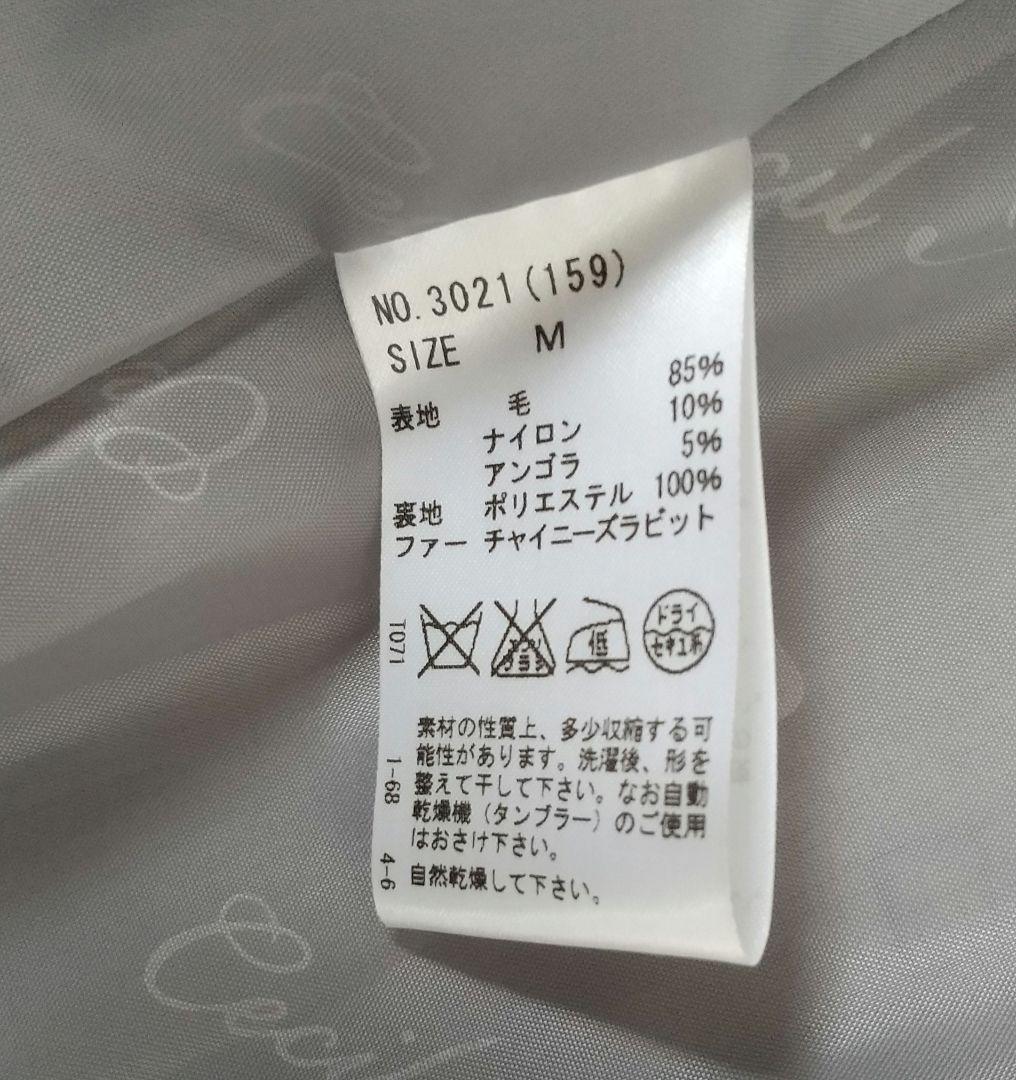 NO.3021(159)
SIZE M
表地 毛 85%
ナイロン 10%
アンゴラ 5%
裏地 ポリエステル 100%
ファー チャイニーズラビット
T071
エンソ
サラシ
低
ドライ
セキユ系
1-68
素材の性質上、多少収縮する可
能性があります。洗濯後、形を
整えて干して下さい。なお自動
乾燥機（タンブラー）のご使用
はおさけ下さい。
4-6
自然乾燥して下さい。